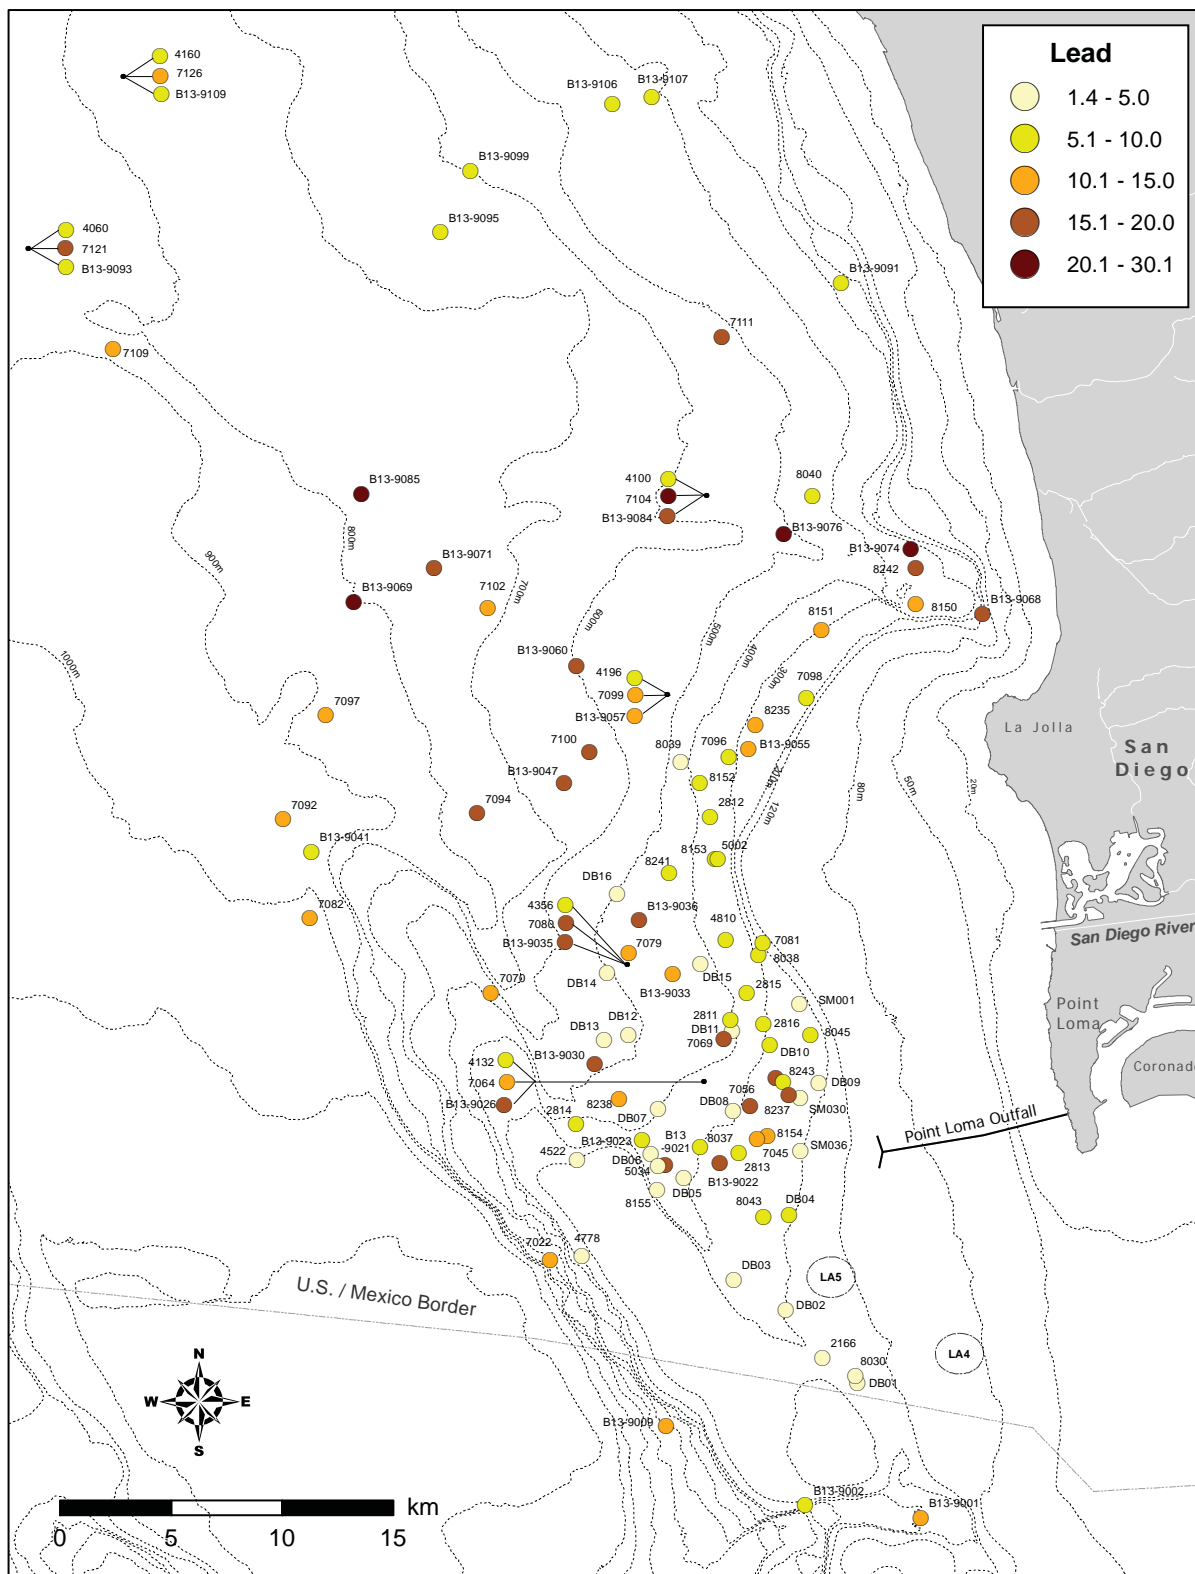 Lead
1.4 - 5.0
5.1 - 10.0
10.1 - 15.0
15.1 - 20.0
20.1 - 30.1
4160
7126
B13-9109
B13-9106
B13-9107
B13-9099
B13-9095
4060
7121
B13-9093
B13-9091
7111
7109
B13-9085
4100
7104
B13-9084
8040
B13-9076
B13-9074
8242
8150
B13-9068
800m
900m
B13-9071
B13-9069
7102
700m
600m
500m
400m
300m
8151
1000m
B13-9060
4196
7099
B13-9057
7098
8235
B13-9055
7097
7100
8039
7096
B13-9047
8152
200m
120m
80m
50m
20m
La Jolla
San
Diego
7092
7094
2812
B13-9041
8153
5002
8241
DB16
7082
4356
7080
B13-9035
B13-9036
4810
7081
8038
7079
San Diego River
DB14
B13-9033
DB15
7070
2815
SM001
Point
Loma
2811
DB11
7069
2816
8045
DB12
DB13
DB10
Coronado
4132
7064
B13-9026
B13-9030
8243
DB09
7056
8238
DB07
DB08
8237
SM030
2814
Point Loma Outfall
B13-9023
B13
-9021
8037
8154
7045
SM036
4522
DB06
5034
2813
B13-9022
8155
DB05
8043
DB04
7022
4778
DB03
LA5
U.S. / Mexico Border
DB02
2166
LA4
8030
DB01
N
W
E
S
B13-9009
B13-9002
B13-9001
km
0
5
10
15